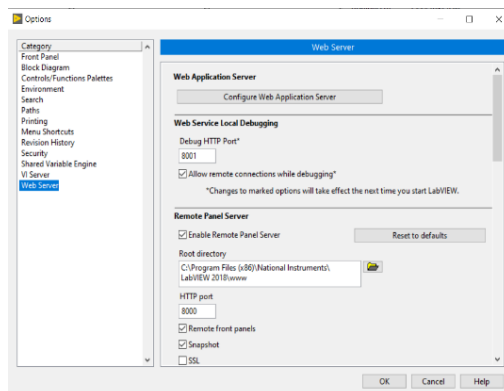 Options
Category
Front Panel
Block Diagram
Controls/Functions Palettes
Environment
Search
Paths
Printing
Menu Shortcuts
Revision History
Security
Shared Variable Engine
VI Server
Web Server
Web Server
Web Application Server
Configure Web Application Server
Web Service Local Debugging
Debug HTTP Port*
8001
Allow remote connections while debugging*
*Changes to marked options will take effect the next time you start LabVIEW.
Remote Panel Server
Enable Remote Panel Server
Reset to defaults
Root directory
C:\Program Files (x86)\National Instruments\
LabVIEW 2018\www
HTTP port
8000
Remote front panels
Snapshot
SSL
OK Cancel Help